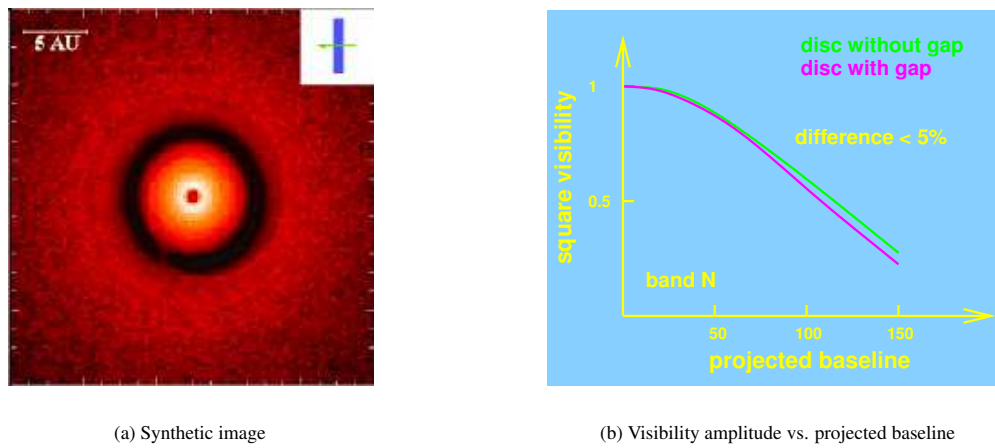 5 AU
disc without gap
disc with gap
1
difference < 5%
0.5
square visibility
band N
50 100 150
projected baseline
(a) Synthetic image
(b) Visibility amplitude vs. projected baseline